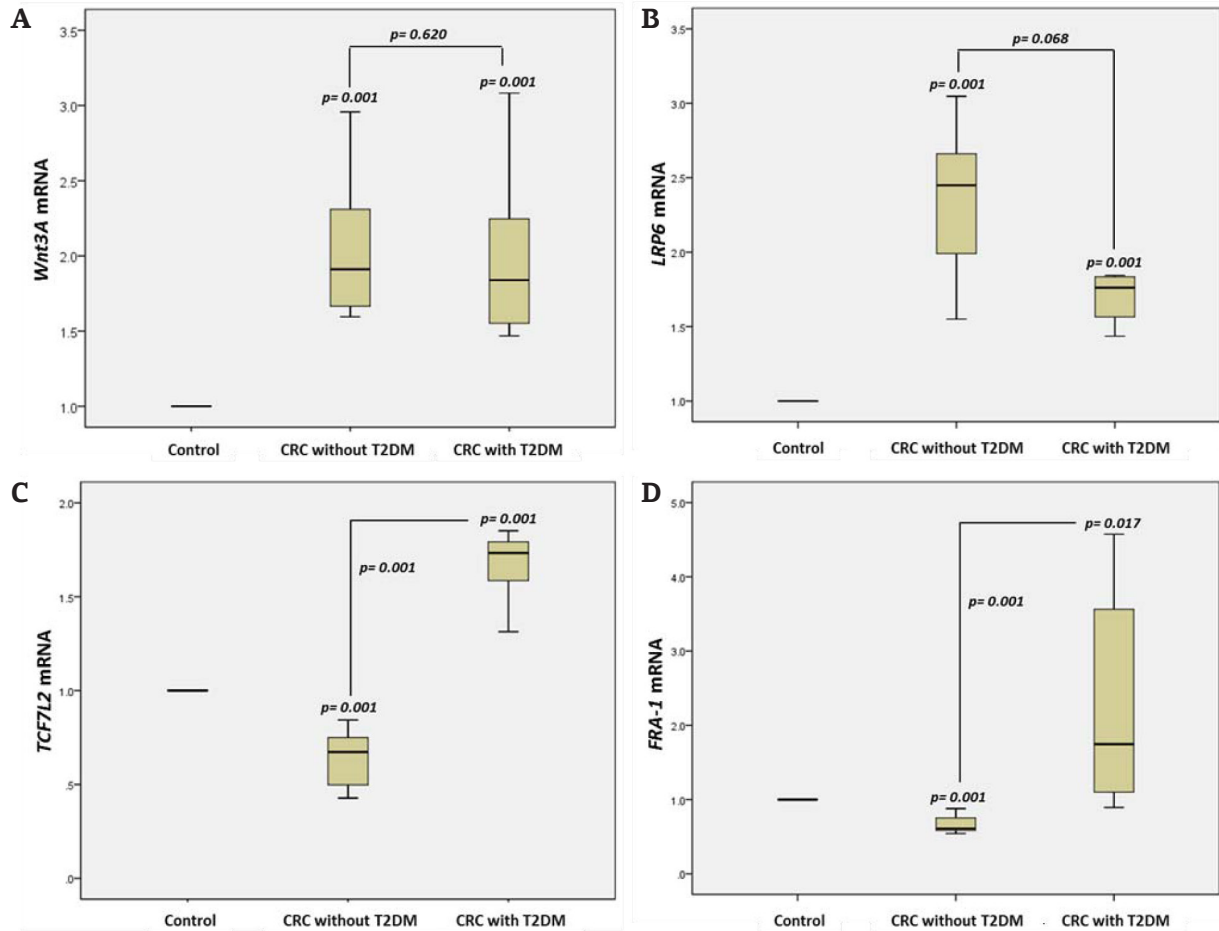 A
Wnt3A mRNA
3.5
3.0
2.5
2.0
1.5
1.0
p= 0.620
p= 0.001
p= 0.001
Control
CRC without T2DM
CRC with T2DM
B
LRP6 mRNA
3.5
3.0
2.5
2.0
1.5
1.0
p= 0.068
p= 0.001
p= 0.001
Control
CRC without T2DM
CRC with T2DM
C
TCF7L2 mRNA
2.0
1.5
1.0
.5
.0
p= 0.001
p= 0.001
p= 0.001
Control
CRC without T2DM
CRC with T2DM
D
FRA-1 mRNA
5.0
4.0
3.0
2.0
1.0
.0
p= 0.017
p= 0.001
p= 0.001
Control
CRC without T2DM
CRC with T2DM